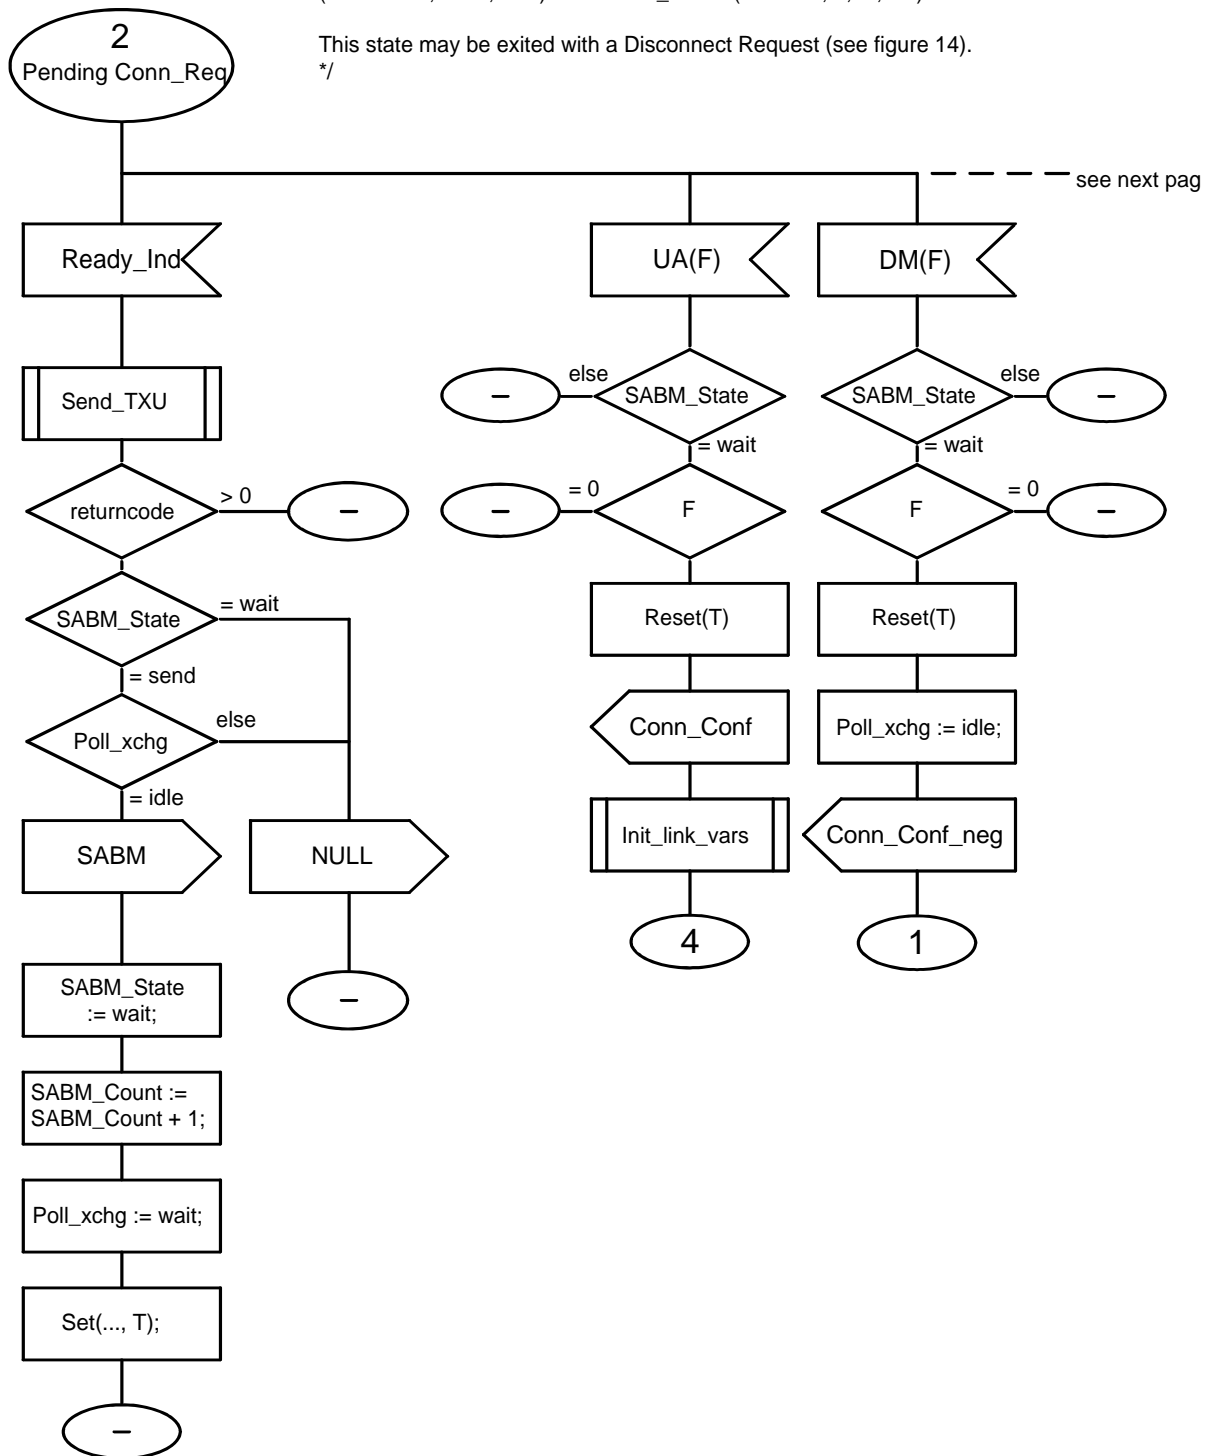 This state may be exited with a Disconnect Request (see figure 14).
*/
2
Pending Conn_Req
see next pag
Ready_Ind
UA(F)
DM(F)
Send_TXU
else
SABM_State
= wait
SABM_State
else
= wait
–
–
returncode
> 0
–
= 0
–
F
F
= 0
–
SABM_State
= wait
= send
Reset(T)
Reset(T)
Poll_xchg
else
= idle
Conn_Conf
Poll_xchg := idle;
SABM
NULL
Init_link_vars
Conn_Conf_neg
4
1
SABM_State
:= wait;
–
SABM_Count :=
SABM_Count + 1;
Poll_xchg := wait;
Set(..., T);
–